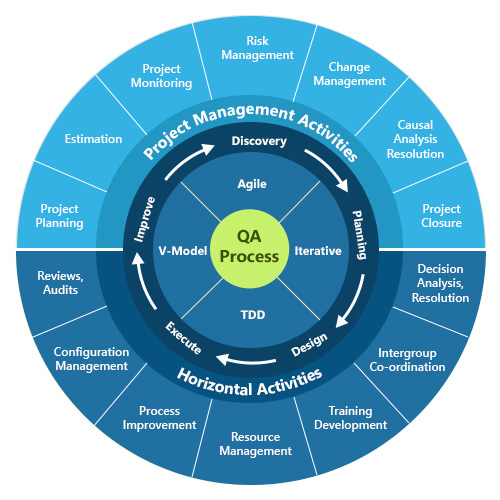 Risk
Management
Project
Monitoring
Change
Management
Estimation
Causal
Analysis
Resolution
Project
Planning
Project
Closure
Project Management Activities
Discovery
Planning
Design
Execute
Improve
Agile
V-Model
QA
Process
Iterative
TDD
Reviews,
Audits
Decision
Analysis,
Resolution
Configuration
Management
Intergroup
Co-ordination
Horizontal Activities
Process
Improvement
Training
Development
Resource
Management